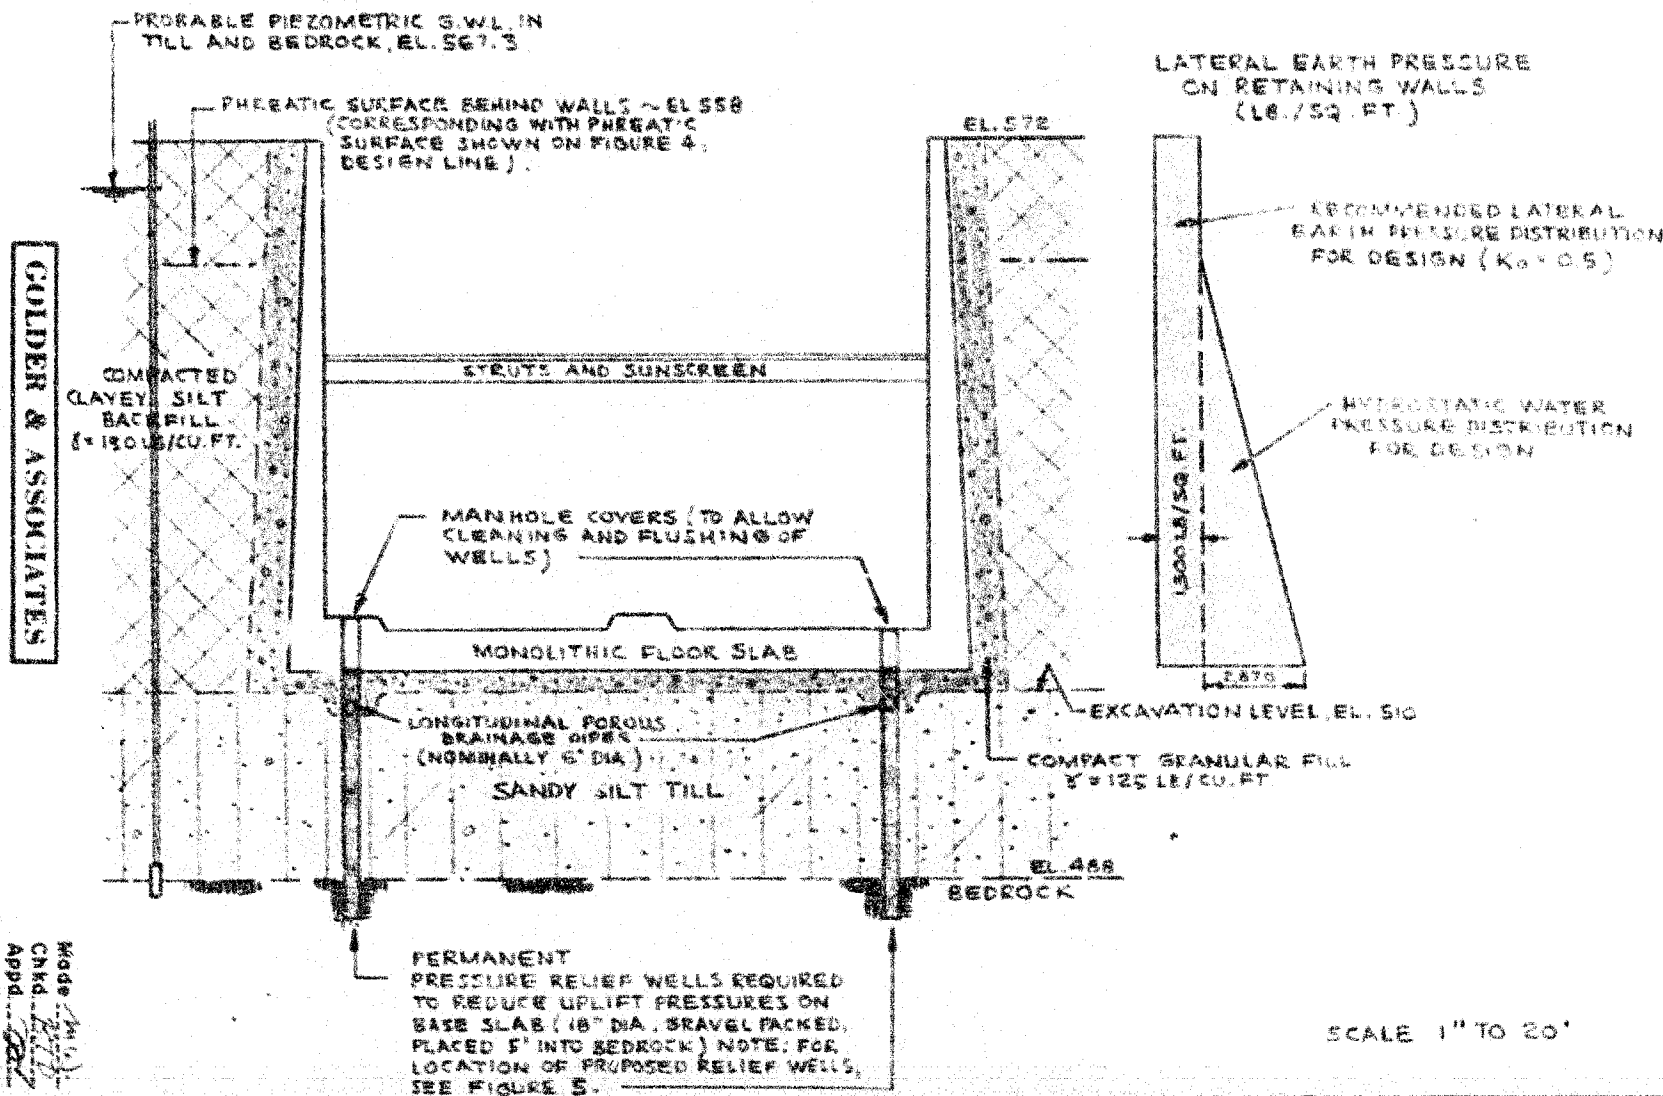 PROBABLE PIEZOMETRIC G.W.L. IN
TILL AND BEDROCK, EL. 567.3
PHREATIC SURFACE BEHIND WALLS ~ EL 558
(CORRESPONDING WITH PHREATIC
SURFACE SHOWN ON FIGURE 4,
DESIGN LINE).
EL. 572
LATERAL EARTH PRESSURE
ON RETAINING WALLS
(LB./SQ.FT.)
RECOMMENDED LATERAL
EARTH PRESSURE DISTRIBUTION
FOR DESIGN (K₀ = 0.5)
GOLDER & ASSOCIATES
COMPACTED
CLAYEY SILT
BACKFILL
LB/CU.FT.
STRUTS AND SUNSCREEN
HYDROSTATIC WATER
PRESSURE DISTRIBUTION
FOR DESIGN
1300 LB/SQ FT.
MANHOLE COVERS (TO ALLOW
CLEANING AND FLUSHING OF
WELLS)
MONOLITHIC FLOOR SLAB
2,870
EXCAVATION LEVEL, EL. 510
LONGITUDINAL POROUS
DRAINAGE PIPES
(NOMINALLY 6" DIA.)
COMPACT GRANULAR FILL
γ = 125 LB/CU.FT
SANDY SILT TILL
EL. 488
BEDROCK
PERMANENT
PRESSURE RELIEF WELLS REQUIRED
TO REDUCE UPLIFT PRESSURES ON
BASE SLAB (18" DIA. GRAVEL PACKED,
PLACED 5' INTO BEDROCK) NOTE: FOR
LOCATION OF PROPOSED RELIEF WELLS,
SEE FIGURE 5.
SCALE 1" TO 20'
Made
Chkd.
Appd.